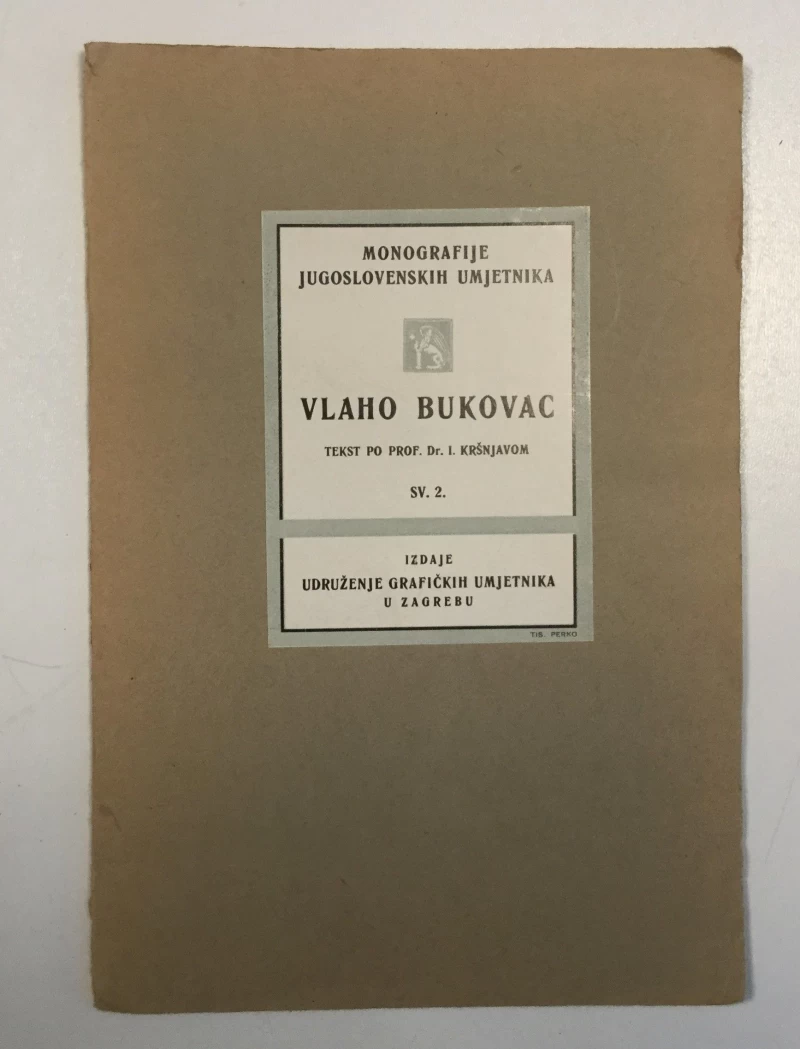 MONOGRAFIJE
JUGOSLOVENSKIH UMJETNIKA
VLAHO BUKOVAC
TEKST PO PROF. Dr. I. KRŠNJAVOM
SV. 2.
IZDAJE
UDRUŽENJE GRAFIČKIH UMJETNIKA
U ZAGREBU
TIS. PERKO